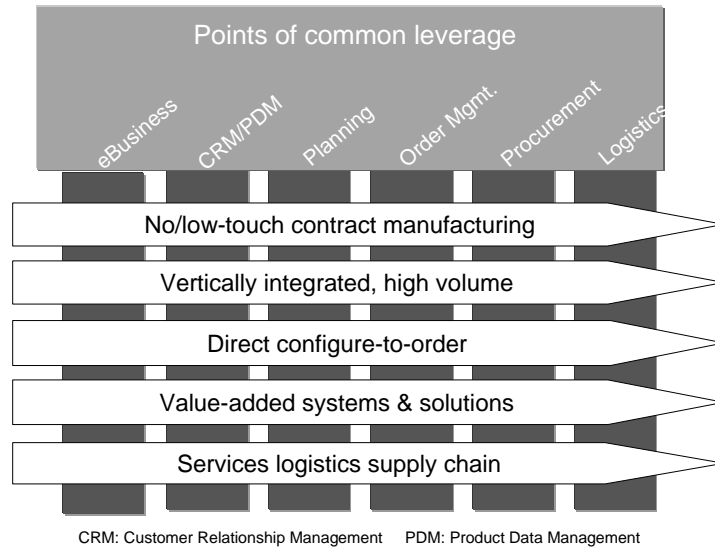 Points of common leverage
eBusiness
CRM/PDM
Planning
Order Mgmt.
Procurement
Logistics
No/low-touch contract manufacturing
Vertically integrated, high volume
Direct configure-to-order
Value-added systems & solutions
Services logistics supply chain
CRM: Customer Relationship Management PDM: Product Data Management